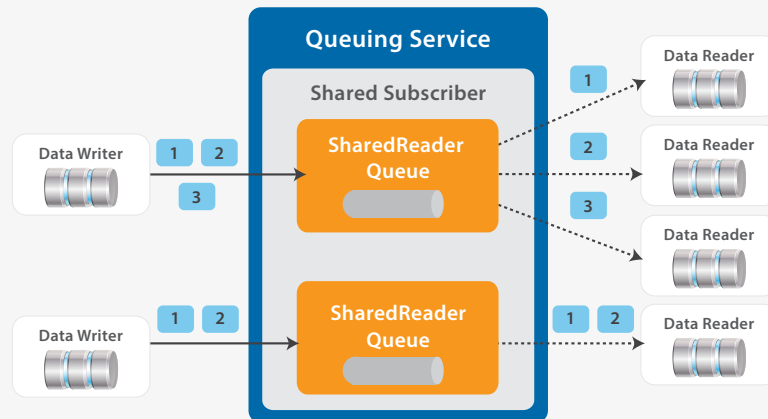 Queuing Service
Shared Subscriber
Data Writer
1 2
3
SharedReader
Queue
1
2
3
Data Reader
Data Reader
Data Reader
Data Writer
1 2
SharedReader
Queue
1 2
Data Reader